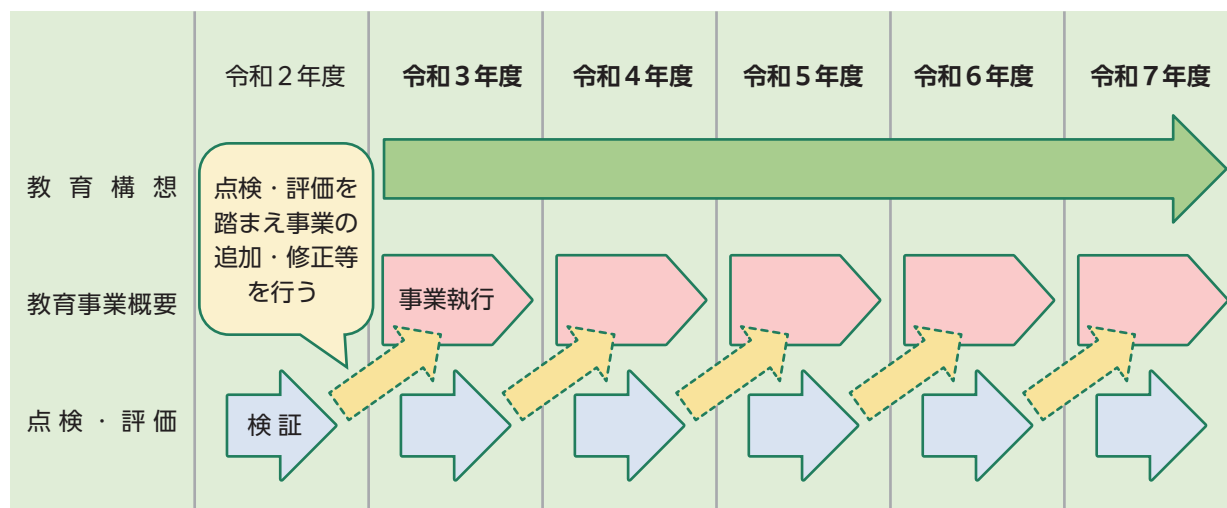 令和２年度
令和３年度
令和４年度
令和５年度
令和６年度
令和７年度
教育構想
点検・評価を
踏まえ事業の
追加・修正等
を行う
教育事業概要
事業執行
点検・評価
検証